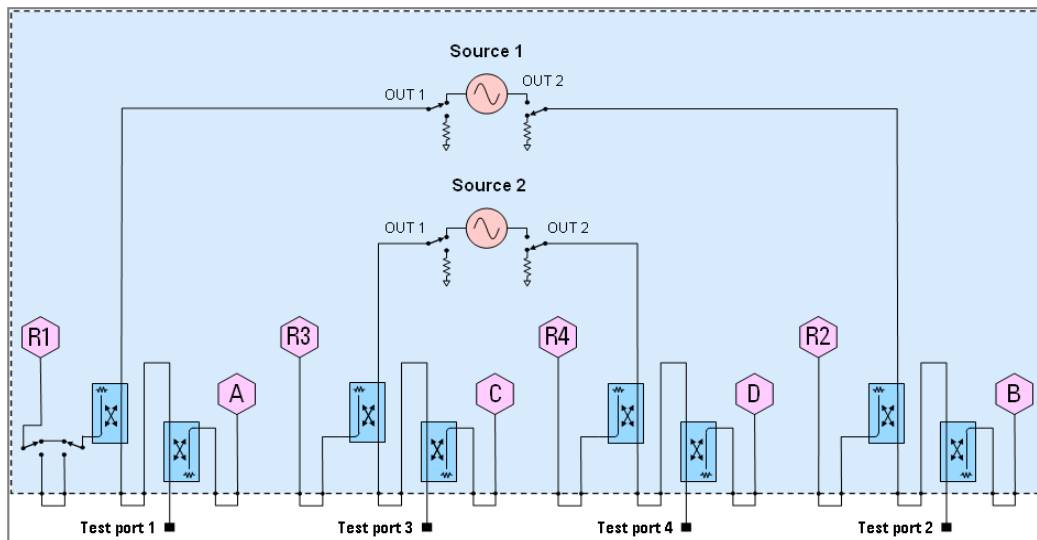 Source 1
OUT 1
OUT 2
Source 2
OUT 1
OUT 2
R1
R3
R4
R2
A
C
D
B
Test port 1
Test port 3
Test port 4
Test port 2